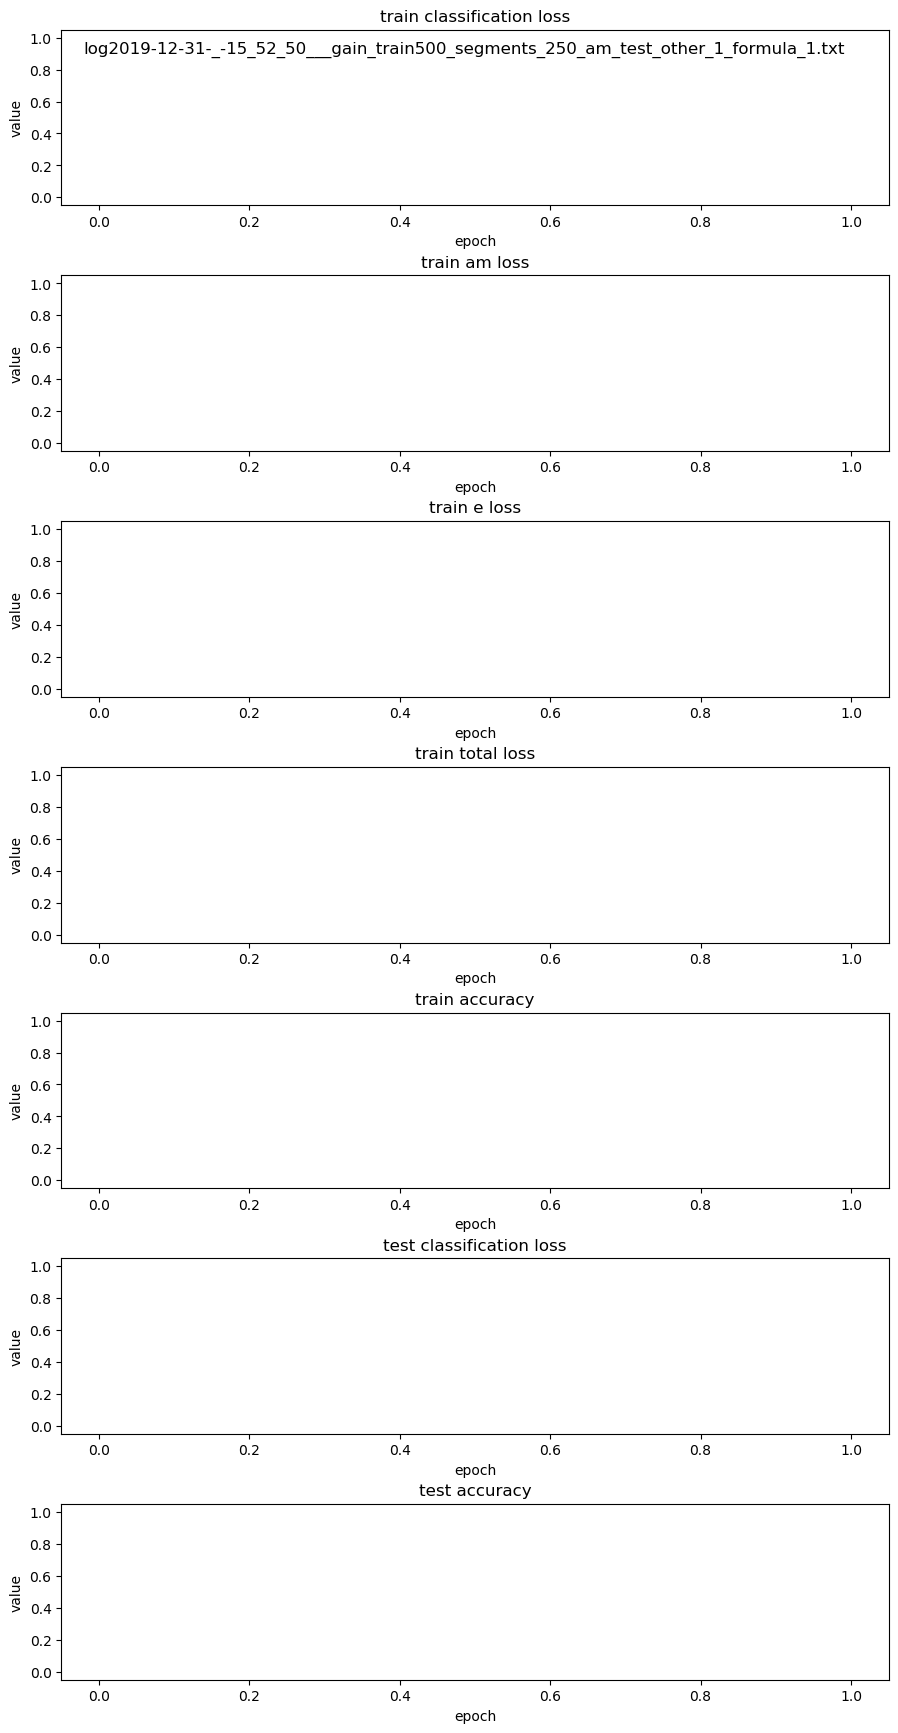 train classification loss
log2019-12-31-_-15_52_50___gain_train500_segments_250_am_test_other_1_formula_1.txt
1.0
0.8
0.6
0.4
0.2
0.0
value
0.0 0.2 0.4 0.6 0.8 1.0
epoch
train am loss
1.0
0.8
0.6
0.4
0.2
0.0
value
0.0 0.2 0.4 0.6 0.8 1.0
epoch
train e loss
1.0
0.8
0.6
0.4
0.2
0.0
value
0.0 0.2 0.4 0.6 0.8 1.0
epoch
train total loss
1.0
0.8
0.6
0.4
0.2
0.0
value
0.0 0.2 0.4 0.6 0.8 1.0
epoch
train accuracy
1.0
0.8
0.6
0.4
0.2
0.0
value
0.0 0.2 0.4 0.6 0.8 1.0
epoch
test classification loss
1.0
0.8
0.6
0.4
0.2
0.0
value
0.0 0.2 0.4 0.6 0.8 1.0
epoch
test accuracy
1.0
0.8
0.6
0.4
0.2
0.0
value
0.0 0.2 0.4 0.6 0.8 1.0
epoch